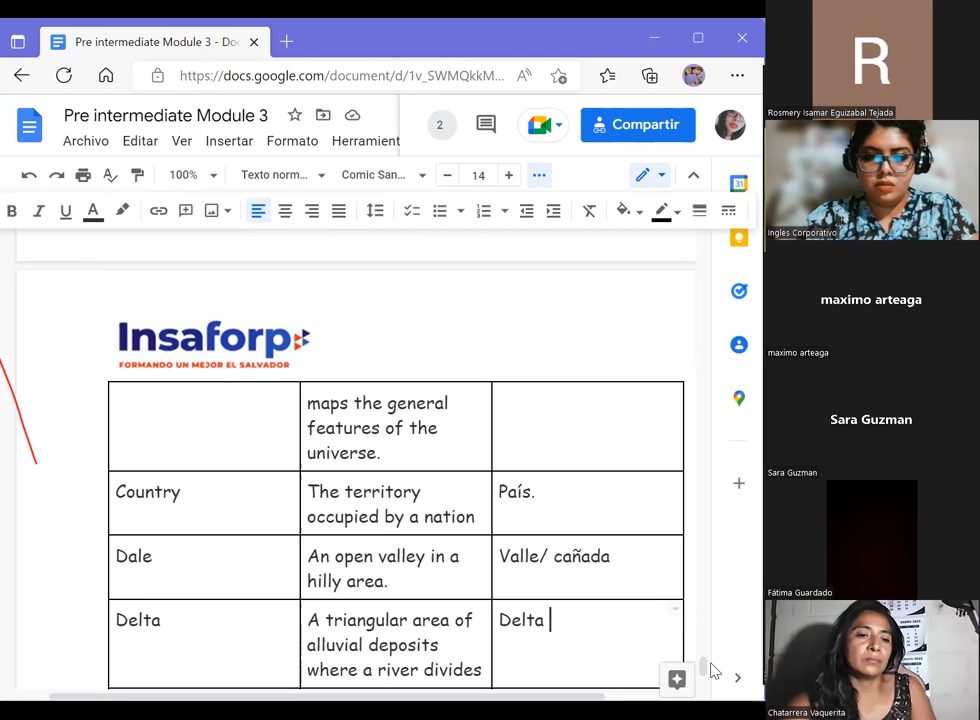 Pre intermediate Module 3 - Doc
https://docs.google.com/document/d/1v_SWMQkkM...
Pre intermediate Module 3
Archivo Editar Ver Insertar Formato Herramient
2
Compartir
100% Texto norm... Comic San... 14
Insaforp
FORMANDO UN MEJOR EL SALVADOR
maps the general
features of the
universe.
Country
The territory
occupied by a nation
País.
Dale
An open valley in a
hilly area.
Valle/ cañada
Delta
A triangular area of
alluvial deposits
where a river divides
Delta
R
Rosmery Isamar Eguizabal Tejada
Ingles Corporativo
maximo arteaga
maximo arteaga
Sara Guzman
Sara Guzman
Fátima Guardado
Chatarrera Vaquerita